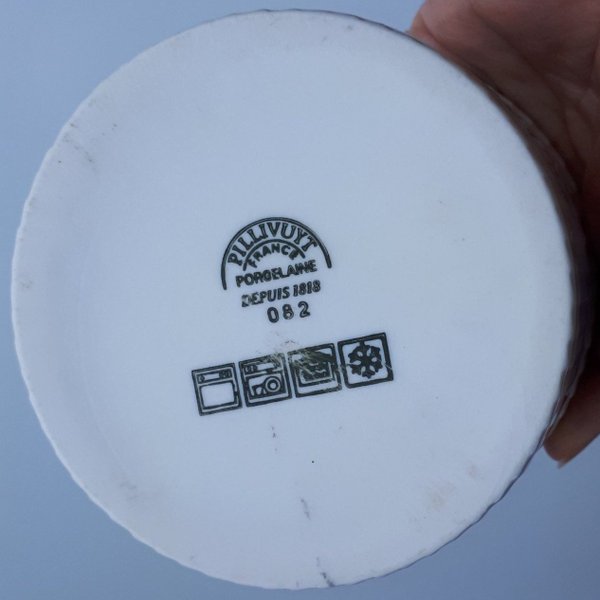 PILLIVUYT
FRANCE
PORCELAINE
DEPUIS 1818
082